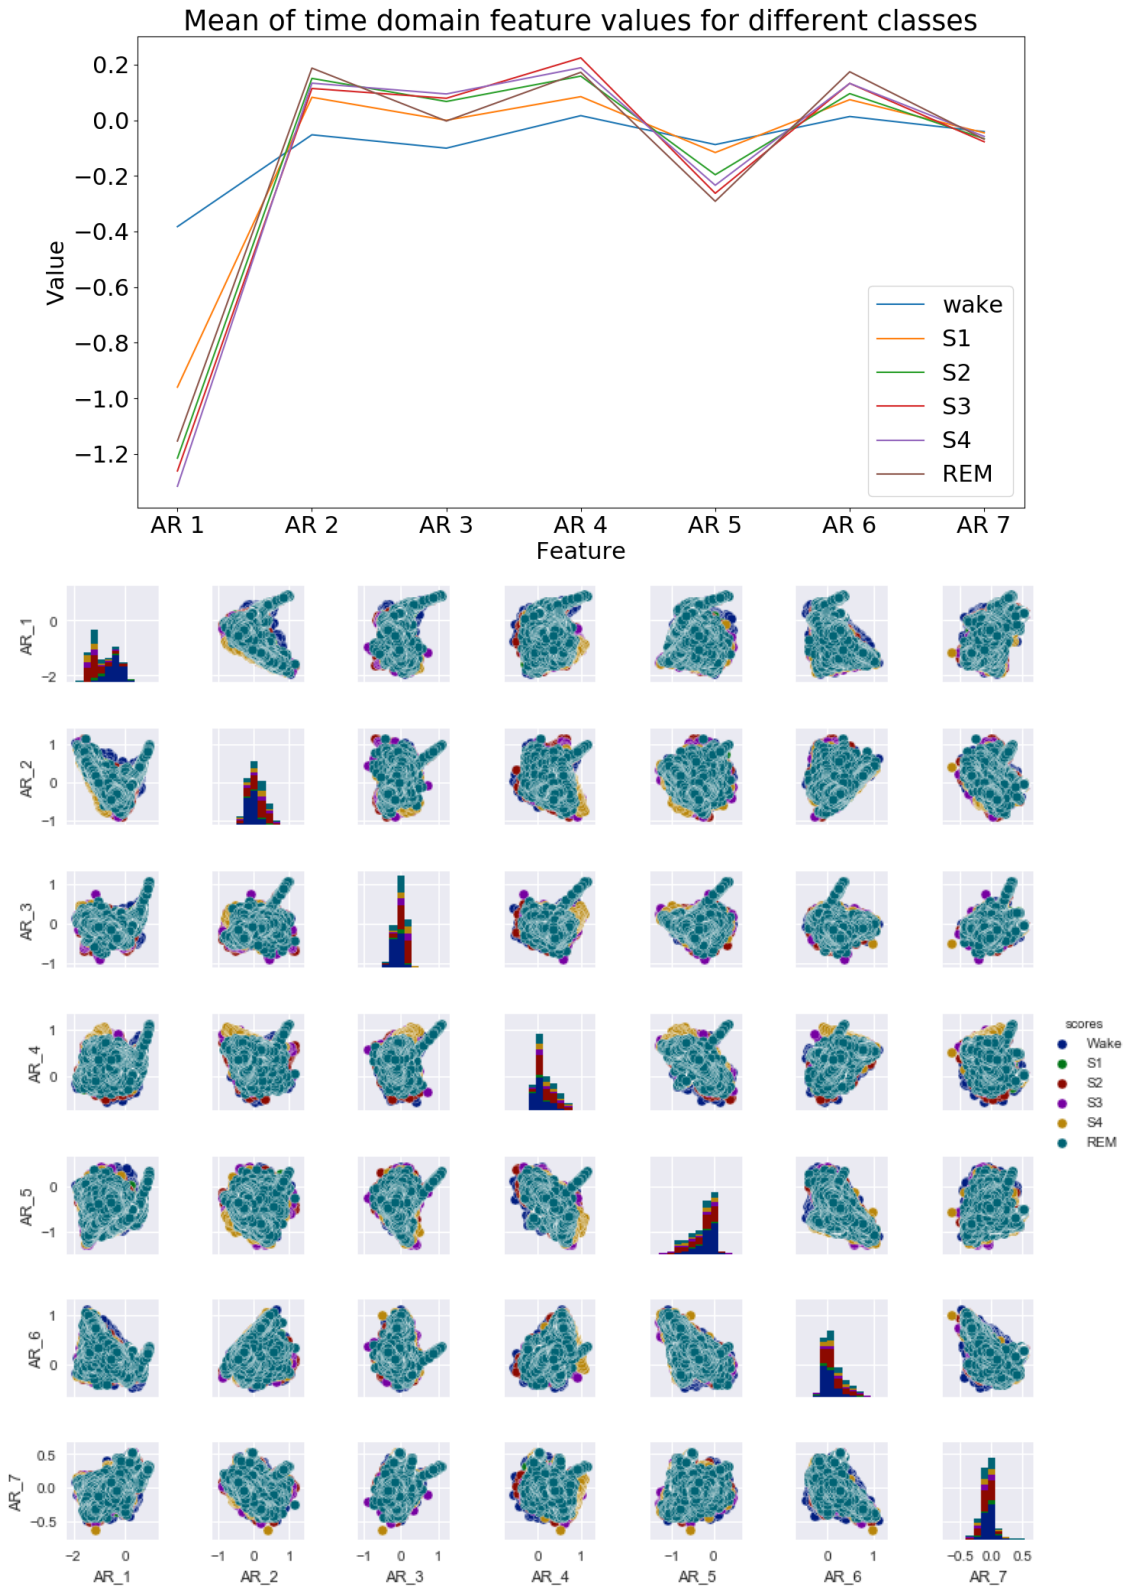 Mean of time domain feature values for different classes
0.2
0.0
−0.2
−0.4
−0.6
−0.8
−1.0
−1.2
Value
wake
S1
S2
S3
S4
REM
AR 1 AR 2 AR 3 AR 4 AR 5 AR 6 AR 7
Feature
AR_1
0
−2
AR_2
1
0
−1
AR_3
1
0
−1
AR_4
1
0
scores
Wake
S1
S2
S3
S4
REM
AR_5
0
−1
AR_6
1
0
AR_7
0.5
0.0
−0.5
−2 0 −1 0 1 −1 0 1 0 1 −1 0 0 1 −0.5 0.0 0.5
AR_1 AR_2 AR_3 AR_4 AR_5 AR_6 AR_7